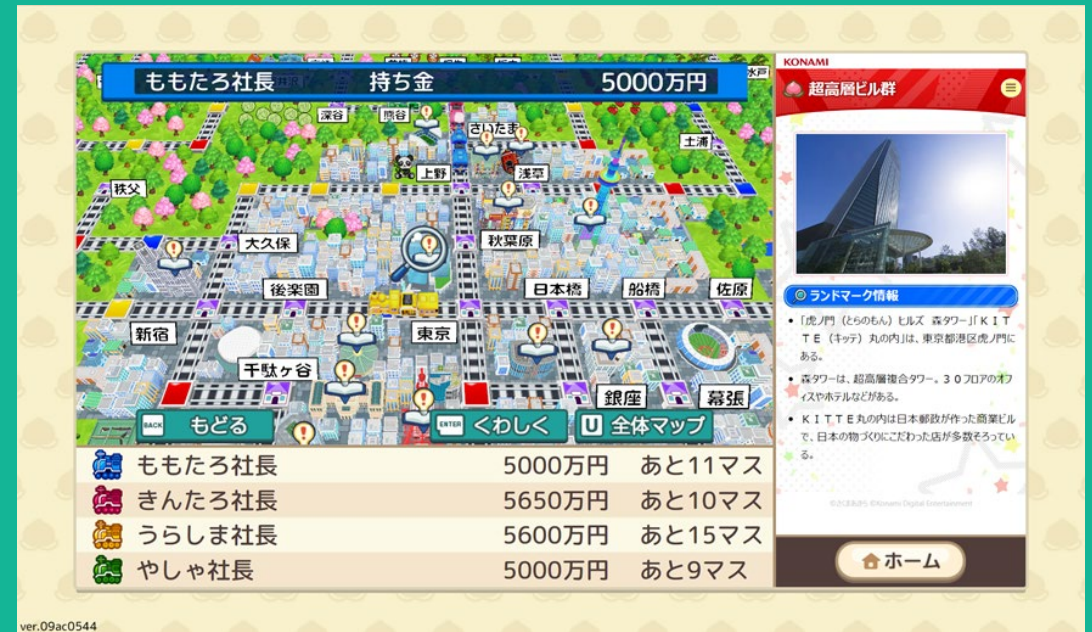 ももたろ社長 持ち金 5000万円
水戸
深谷
熊谷
さいたま
土浦
上野
浅草
秩父
大久保
秋葉原
後楽園
日本橋
船橋
佐原
新宿
東京
千駄ヶ谷
銀座
幕張
BACK もどる
ENTER くわしく
U 全体マップ
ももたろ社長 5000万円 あと11マス
きんたろ社長 5650万円 あと10マス
うらしま社長 5600万円 あと15マス
やしゃ社長 5000万円 あと9マス
KONAMI
超高層ビル群
ランドマーク情報
• 「虎ノ門（とらのもん）ヒルズ 森タワー」「ＫＩＴ
ＴＥ（キッテ）丸の内」は、東京都港区虎ノ門に
ある。
• 森タワーは、超高層複合タワー。３０フロアのオフ
ィスやホテルなどがある。
• ＫＩＴＴＥ丸の内は日本郵政が作った商業ビル
で、日本の物づくりにこだわった店が多数そろってい
る。
©さくまあきら ©Konami Digital Entertainment
ホーム
ver.09ac0544